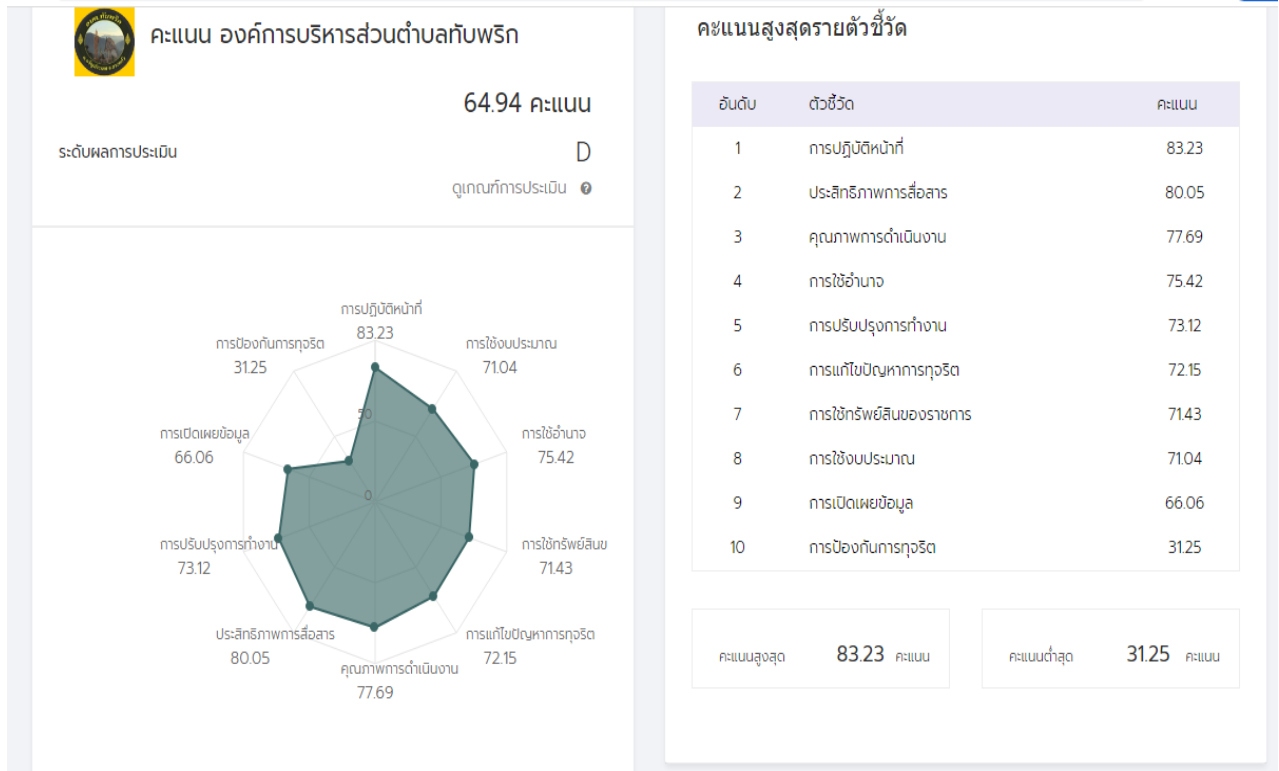 คะแนน องค์การบริหารส่วนตำบลทับพริก
64.94 คะแนน
ระดับผลการประเมิน D
ดูเกณฑ์การประเมิน
การปฏิบัติหน้าที่
83.23
การป้องกันการทุจริต
31.25
การใช้งบประมาณ
71.04
50
การเปิดเผยข้อมูล
66.06
การใช้อำนาจ
75.42
0
การปรับปรุงการทำงาน
73.12
การใช้ทรัพย์สินข
71.43
ประสิทธิภาพการสื่อสาร
80.05
การแก้ไขปัญหาการทุจริต
72.15
คุณภาพการดำเนินงาน
77.69
คะแนนสูงสุดรายตัวชี้วัด
อันดับ ตัวชี้วัด คะแนน
1 การปฏิบัติหน้าที่ 83.23
2 ประสิทธิภาพการสื่อสาร 80.05
3 คุณภาพการดำเนินงาน 77.69
4 การใช้อำนาจ 75.42
5 การปรับปรุงการทำงาน 73.12
6 การแก้ไขปัญหาการทุจริต 72.15
7 การใช้ทรัพย์สินของราชการ 71.43
8 การใช้งบประมาณ 71.04
9 การเปิดเผยข้อมูล 66.06
10 การป้องกันการทุจริต 31.25
คะแนนสูงสุด 83.23 คะแนน
คะแนนต่ำสุด 31.25 คะแนน